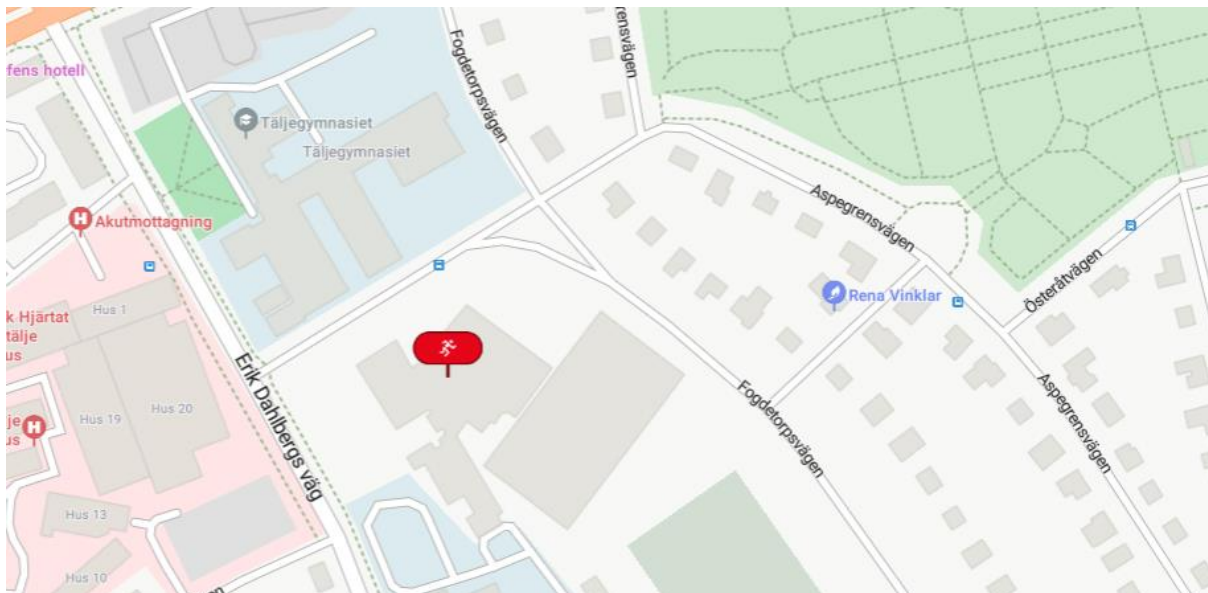 fens hotell
Fogdetorpsvägen
rensvägen
Täljegymnasiet
Täljegymnasiet
Akutmottagning
Aspegrensvägen
Österåtvägen
Rena Vinklar
Hus 1
k Hjärtat
tälje
us
Erik Dahlbergs väg
Hus 20
Hus 19
Fogdetorpsvägen
Aspegrensvägen
Hus 13
Hus 10